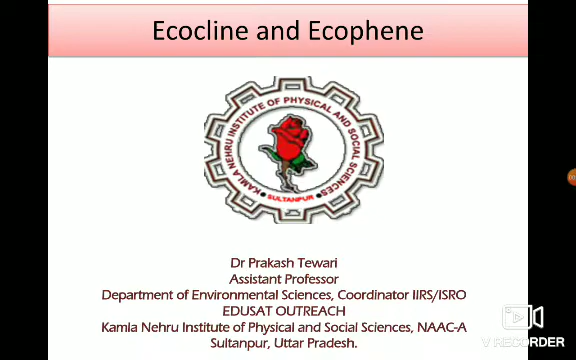 Ecocline and Ecophene
KAMLA NEHRU INSTITUTE OF PHYSICAL AND SOCIAL SCIENCES
SULTANPUR
Dr Prakash Tewari
Assistant Professor
Department of Environmental Sciences, Coordinator IIRS/ISRO
EDUSAT OUTREACH
Kamla Nehru Institute of Physical and Social Sciences, NAAC-A
Sultanpur, Uttar Pradesh.
V RECORDER